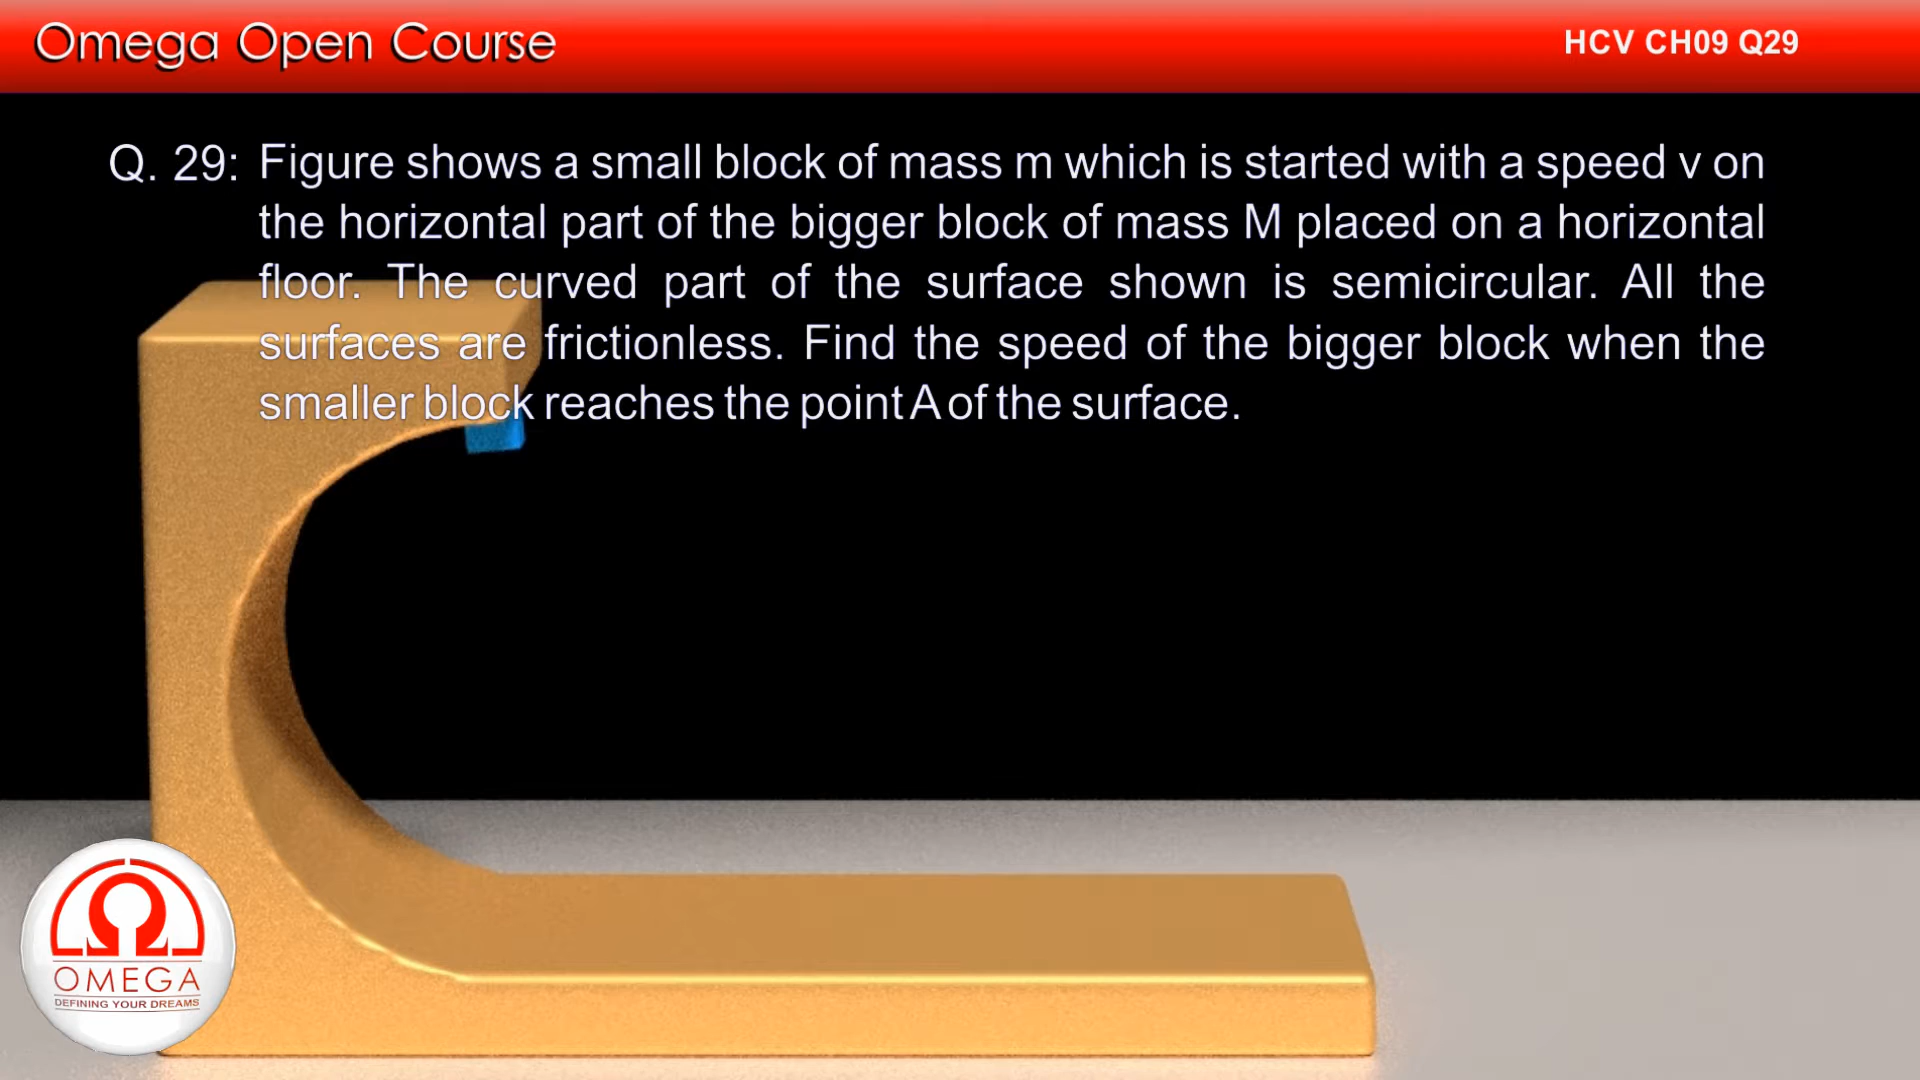 Omega Open Course
HCV CH09 Q29
Q. 29: Figure shows a small block of mass m which is started with a speed v on
the horizontal part of the bigger block of mass M placed on a horizontal
floor. The curved part of the surface shown is semicircular. All the
surfaces are frictionless. Find the speed of the bigger block when the
smaller block reaches the point A of the surface.
OMEGA
DEFINING YOUR DREAMS